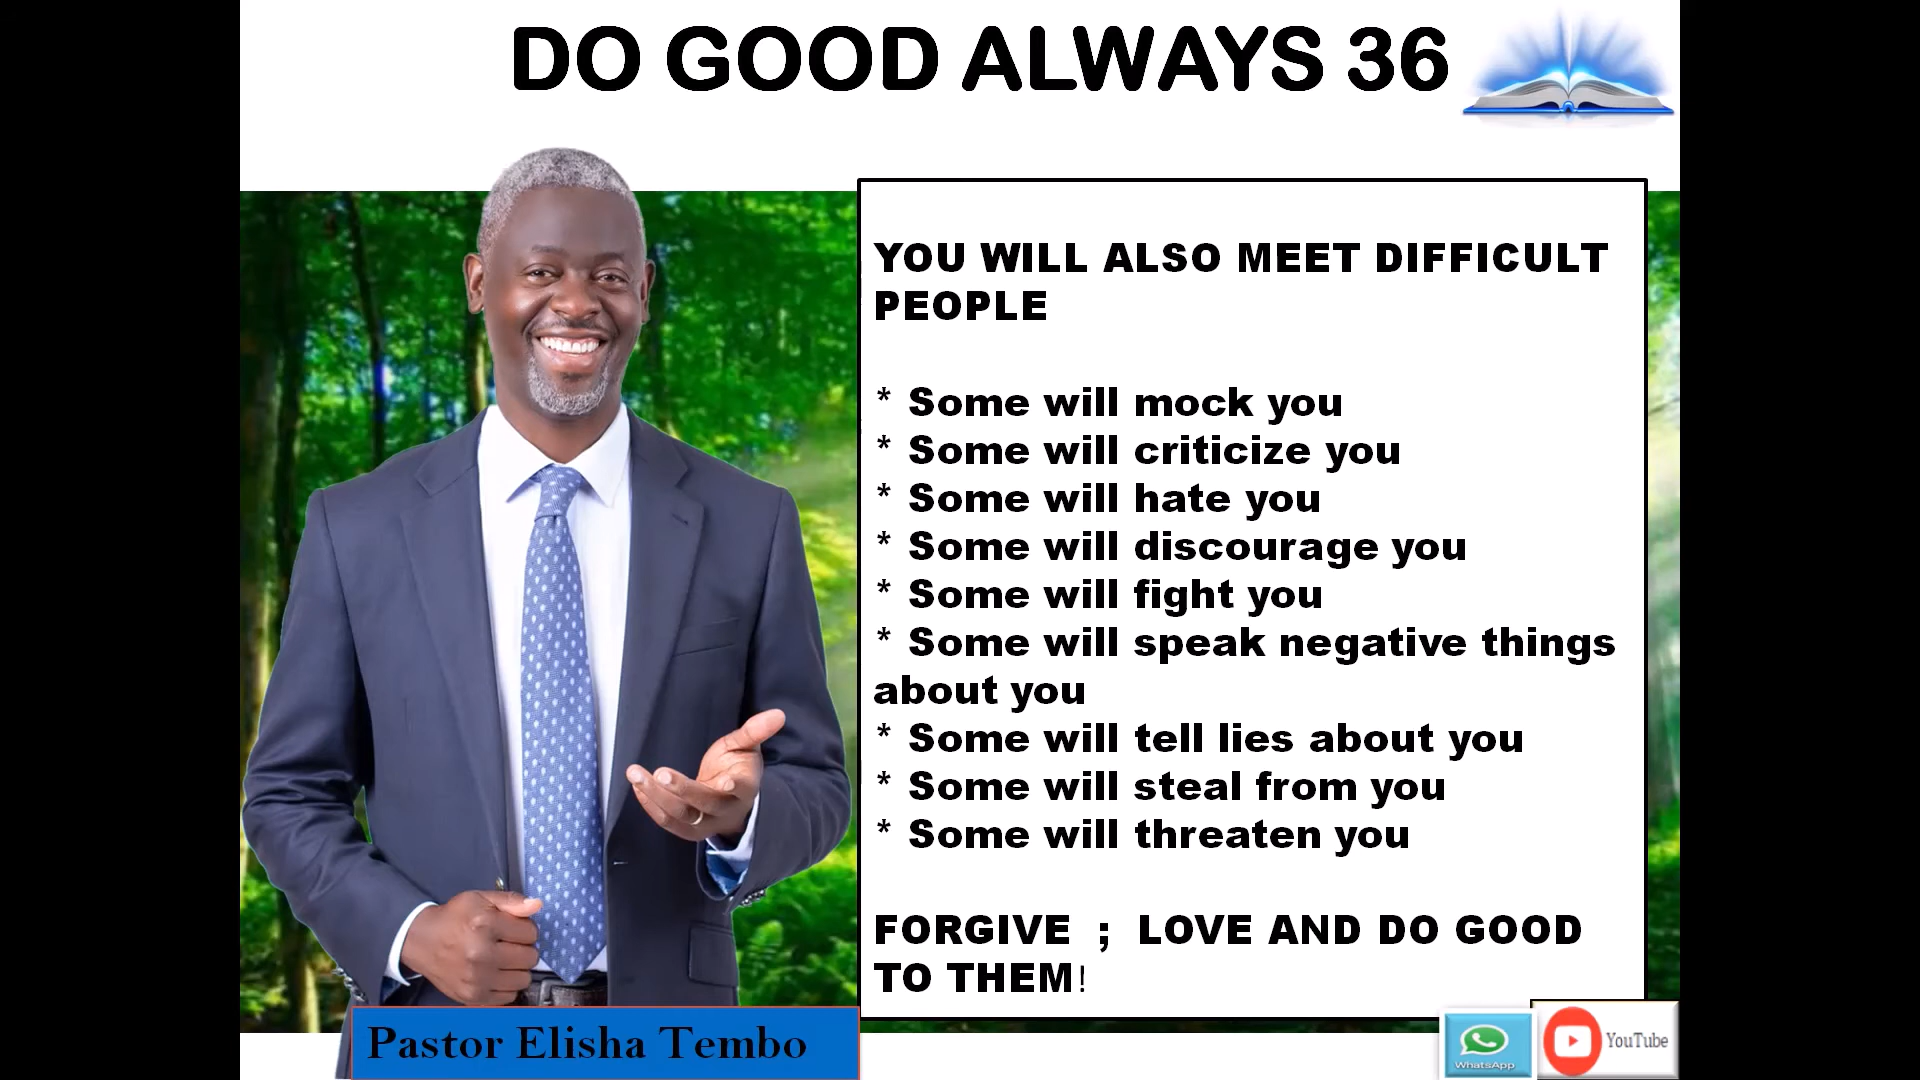 DO GOOD ALWAYS 36
YOU WILL ALSO MEET DIFFICULT
PEOPLE
* Some will mock you
* Some will criticize you
* Some will hate you
* Some will discourage you
* Some will fight you
* Some will speak negative things
about you
* Some will tell lies about you
* Some will steal from you
* Some will threaten you
FORGIVE ; LOVE AND DO GOOD
TO THEM!
Pastor Elisha Tembo
WhatsApp
YouTube